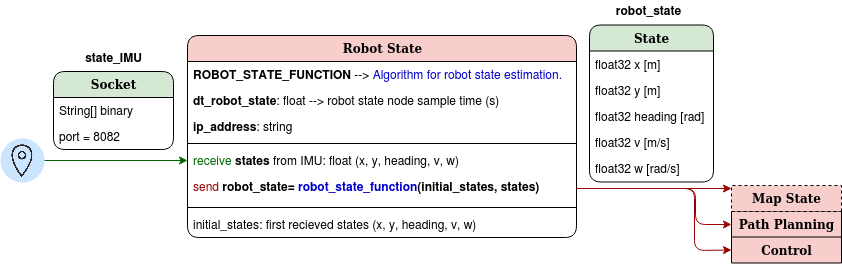 state_IMU
Socket
String[] binary
port = 8082
Robot State
ROBOT_STATE_FUNCTION --> Algorithm for robot state estimation.
dt_robot_state: float --> robot state node sample time (s)
ip_address: string
receive states from IMU: float (x, y, heading, v, w)
send robot_state= robot_state_function(initial_states, states)
initial_states: first recieved states (x, y, heading, v, w)
robot_state
State
float32 x [m]
float32 y [m]
float32 heading [rad]
float32 v [m/s]
float32 w [rad/s]
Map State
Path Planning
Control